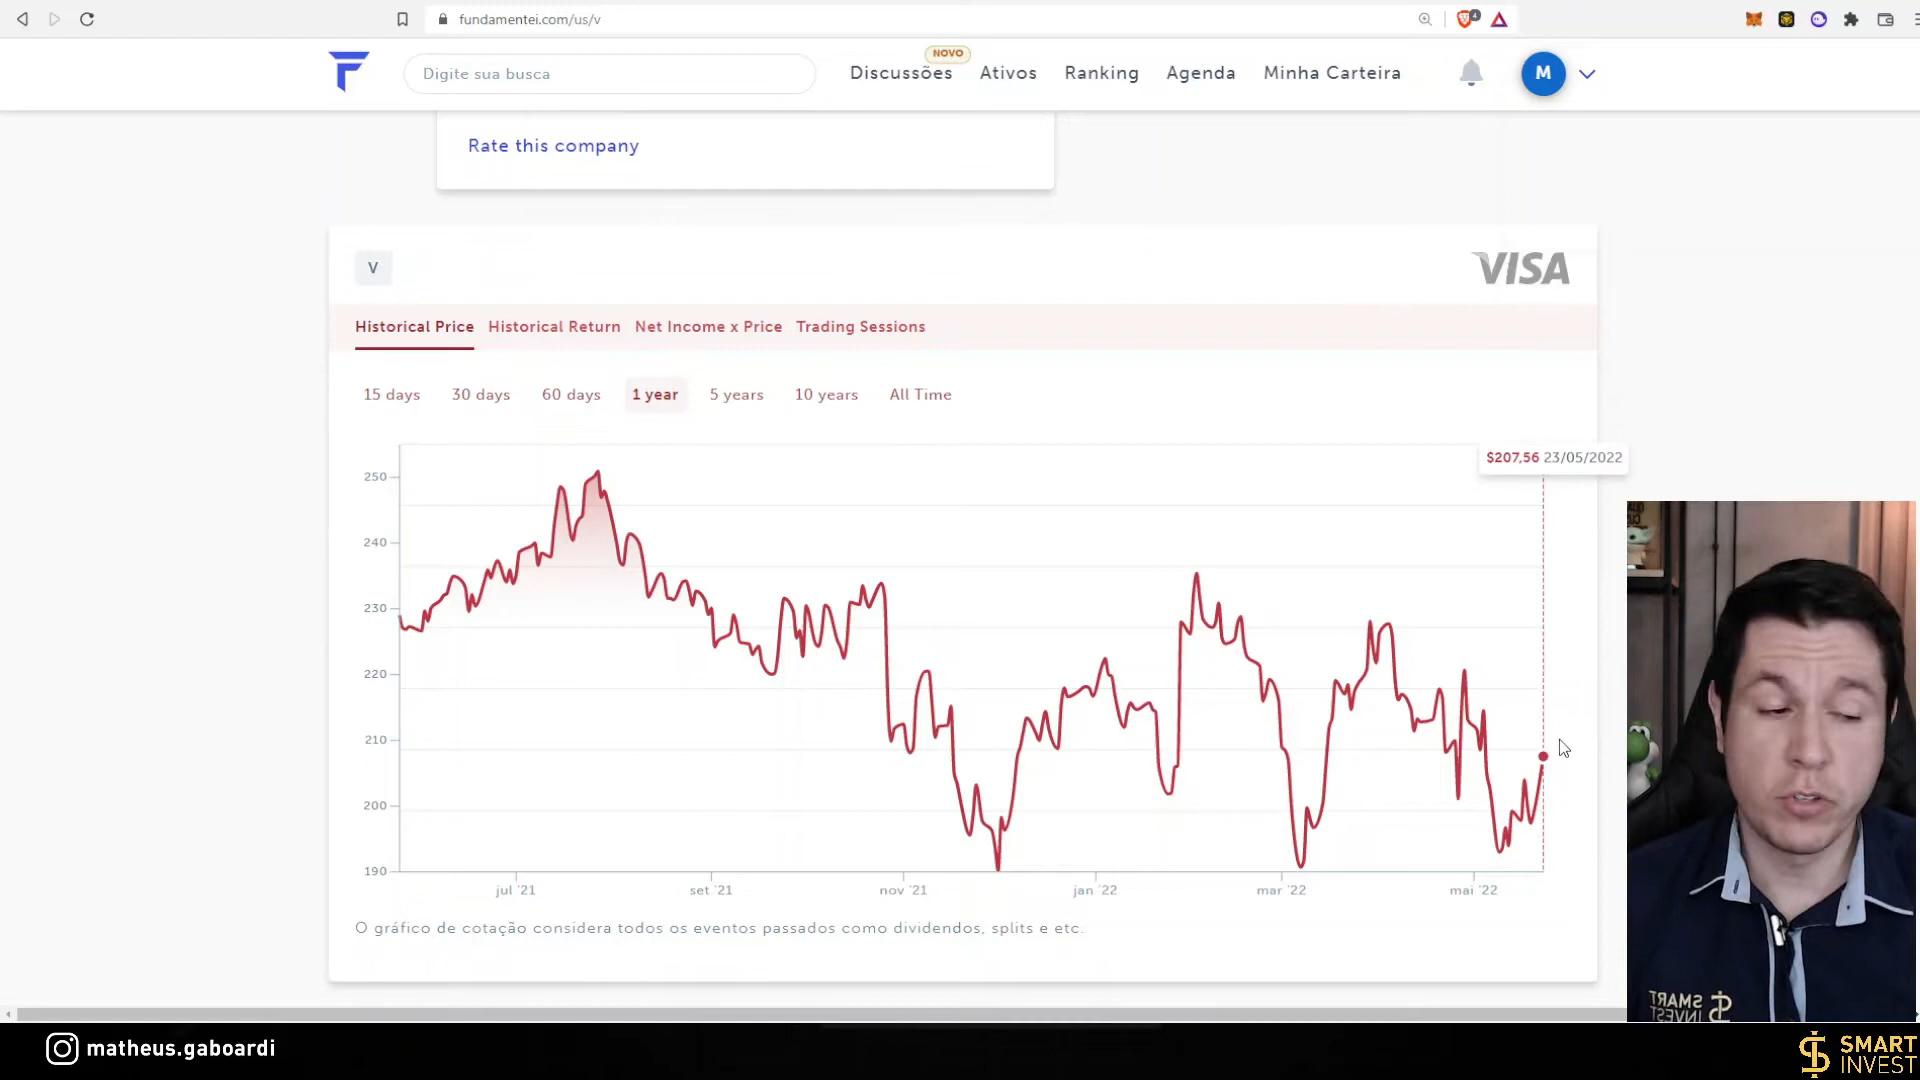 fundamentei.com/us/v
4
NOVO
Digite sua busca
Discussões
Ativos
Ranking
Agenda
Minha Carteira
M
Rate this company
V
VISA
Historical Price
Historical Return
Net Income x Price
Trading Sessions
15 days
30 days
60 days
1 year
5 years
10 years
All Time
$207,56 23/05/2022
250
240
230
220
210
200
190
jul '21
set '21
nov '21
jan '22
mar '22
mai '22
O gráfico de cotação considera todos os eventos passados como dividendos, splits e etc.
SMART
INVEST
matheus.gaboardi
SMART
INVEST